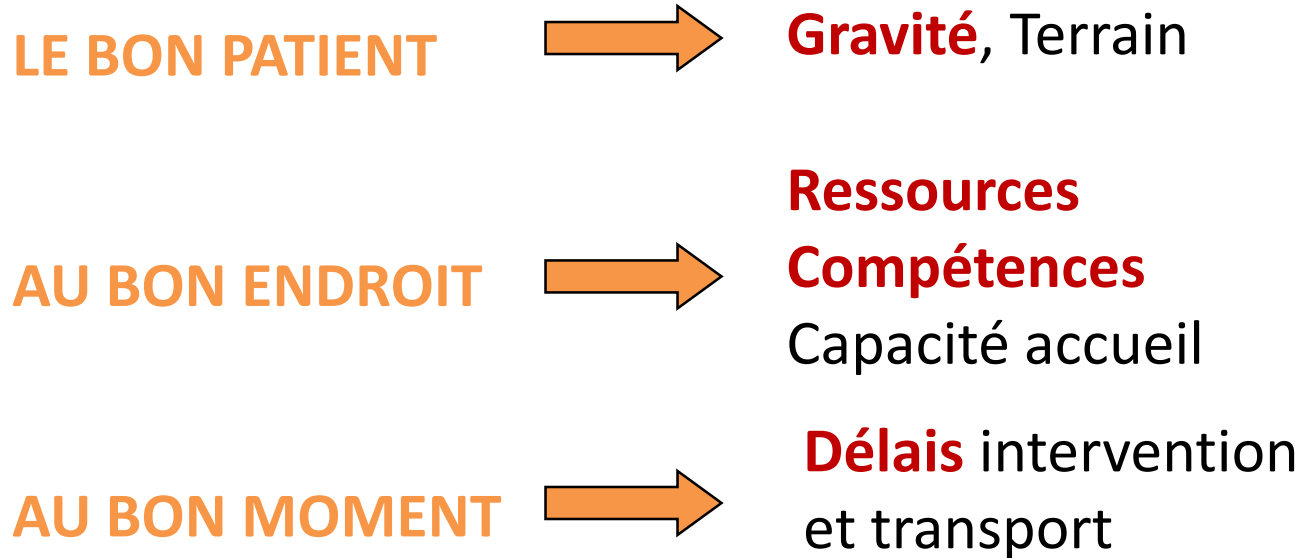 LE BON PATIENT
Gravité, Terrain
AU BON ENDROIT
Ressources
Compétences
Capacité accueil
AU BON MOMENT
Délais intervention
et transport